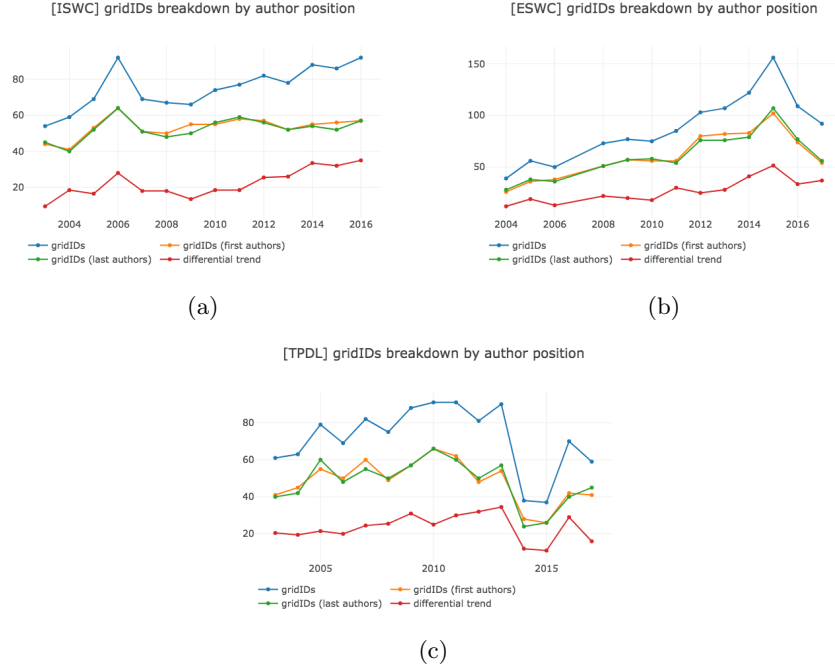 [ISWC] gridIDs breakdown by author position
80
60
40
20
2004 2006 2008 2010 2012 2014 2016
gridIDs gridIDs (first authors)
gridIDs (last authors) differential trend
(a)
[ESWC] gridIDs breakdown by author position
150
100
50
2004 2006 2008 2010 2012 2014 2016
gridIDs gridIDs (first authors)
gridIDs (last authors) differential trend
(b)
[TPDL] gridIDs breakdown by author position
80
60
40
20
2005 2010 2015
gridIDs gridIDs (first authors)
gridIDs (last authors) differential trend
(c)